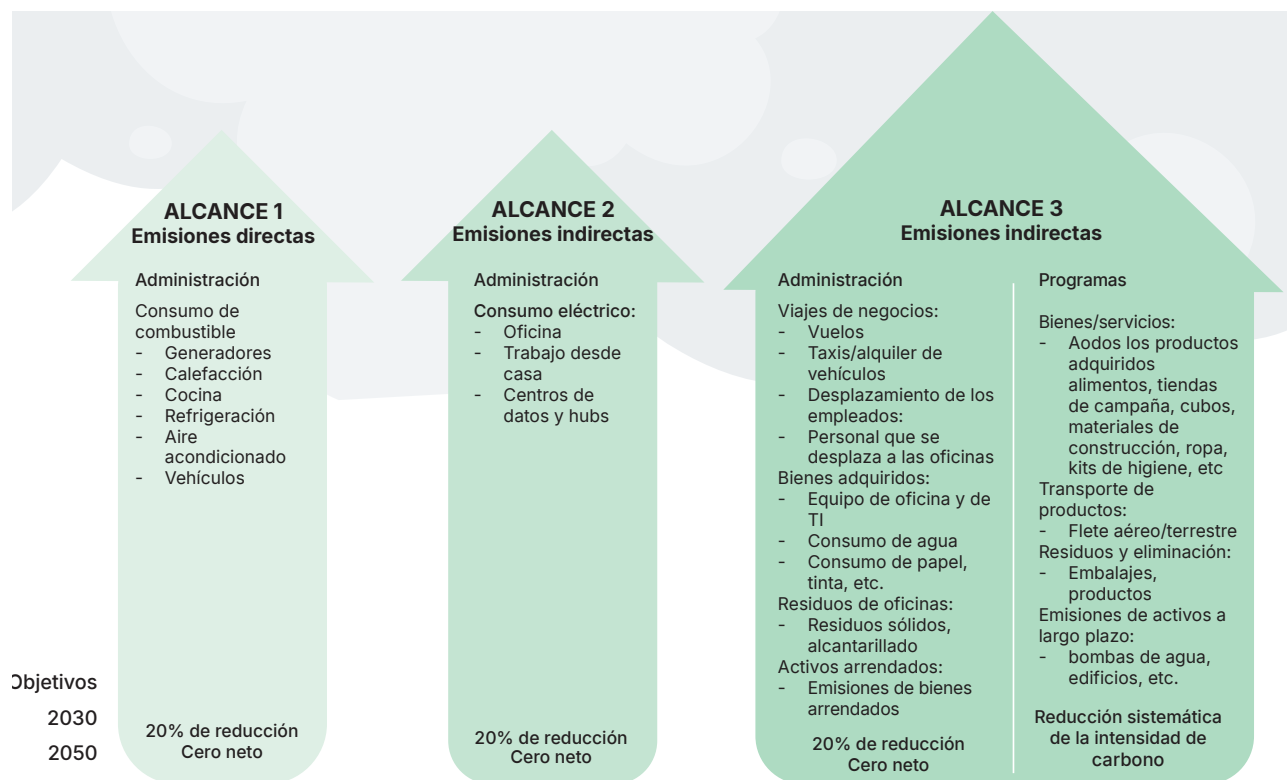 ALCANCE 1
Emisiones directas
Administración
Consumo de
combustible
- Generadores
- Calefacción
- Cocina
- Refrigeración
- Aire
acondicionado
- Vehículos
20% de reducción
Cero neto
ALCANCE 2
Emisiones indirectas
Administración
Consumo eléctrico:
- Oficina
- Trabajo desde
casa
- Centros de
datos y hubs
20% de reducción
Cero neto
ALCANCE 3
Emisiones indirectas
Administración
Viajes de negocios:
- Vuelos
- Taxis/alquiler de
vehículos
- Desplazamiento de los
empleados:
- Personal que se
desplaza a las oficinas
Bienes adquiridos:
- Equipo de oficina y de
TI
- Consumo de agua
- Consumo de papel,
tinta, etc.
Residuos de oficinas:
- Residuos sólidos,
alcantarillado
Activos arrendados:
- Emisiones de bienes
arrendados
20% de reducción
Cero neto
Programas
Bienes/servicios:
- Aodos los productos
adquiridos
alimentos, tiendas
de campaña, cubos,
materiales de
construcción, ropa,
kits de higiene, etc
Transporte de
productos:
- Flete aéreo/terrestre
Residuos y eliminación:
- Embalajes,
productos
Emisiones de activos a
largo plazo:
- bombas de agua,
edificios, etc.
Reducción sistemática
de la intensidad de
carbono
Objetivos
2030
2050